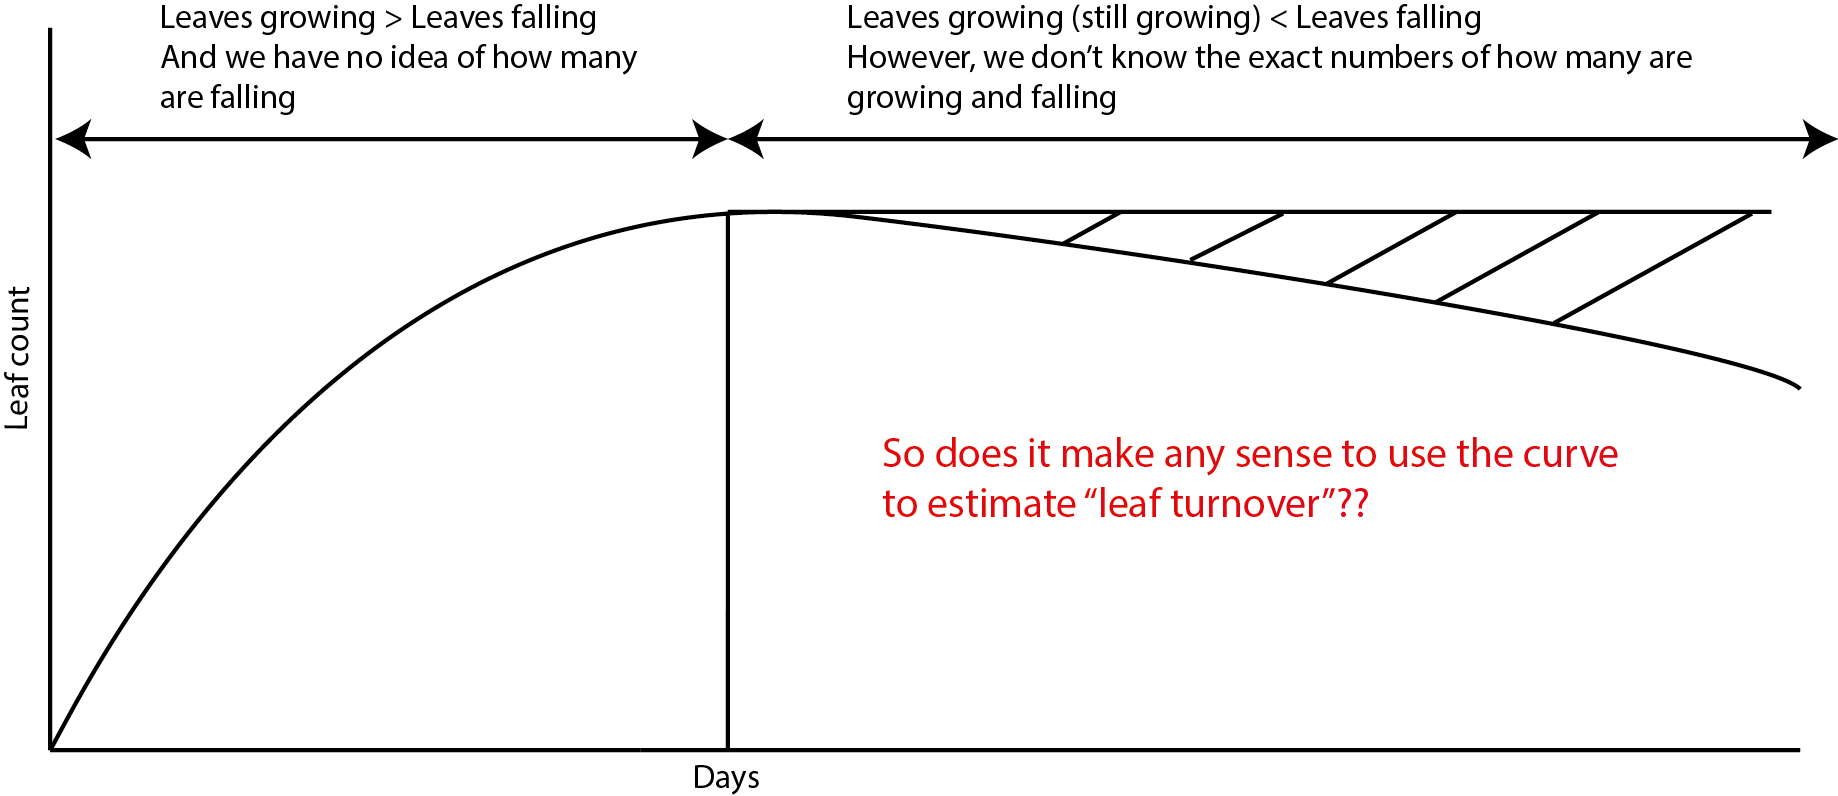 Leaves growing > Leaves falling
And we have no idea of how many
are falling
Leaves growing (still growing) < Leaves falling
However, we don’t know the exact numbers of how many are
growing and falling
Leaf count
So does it make any sense to use the curve
to estimate “leaf turnover”??
Days